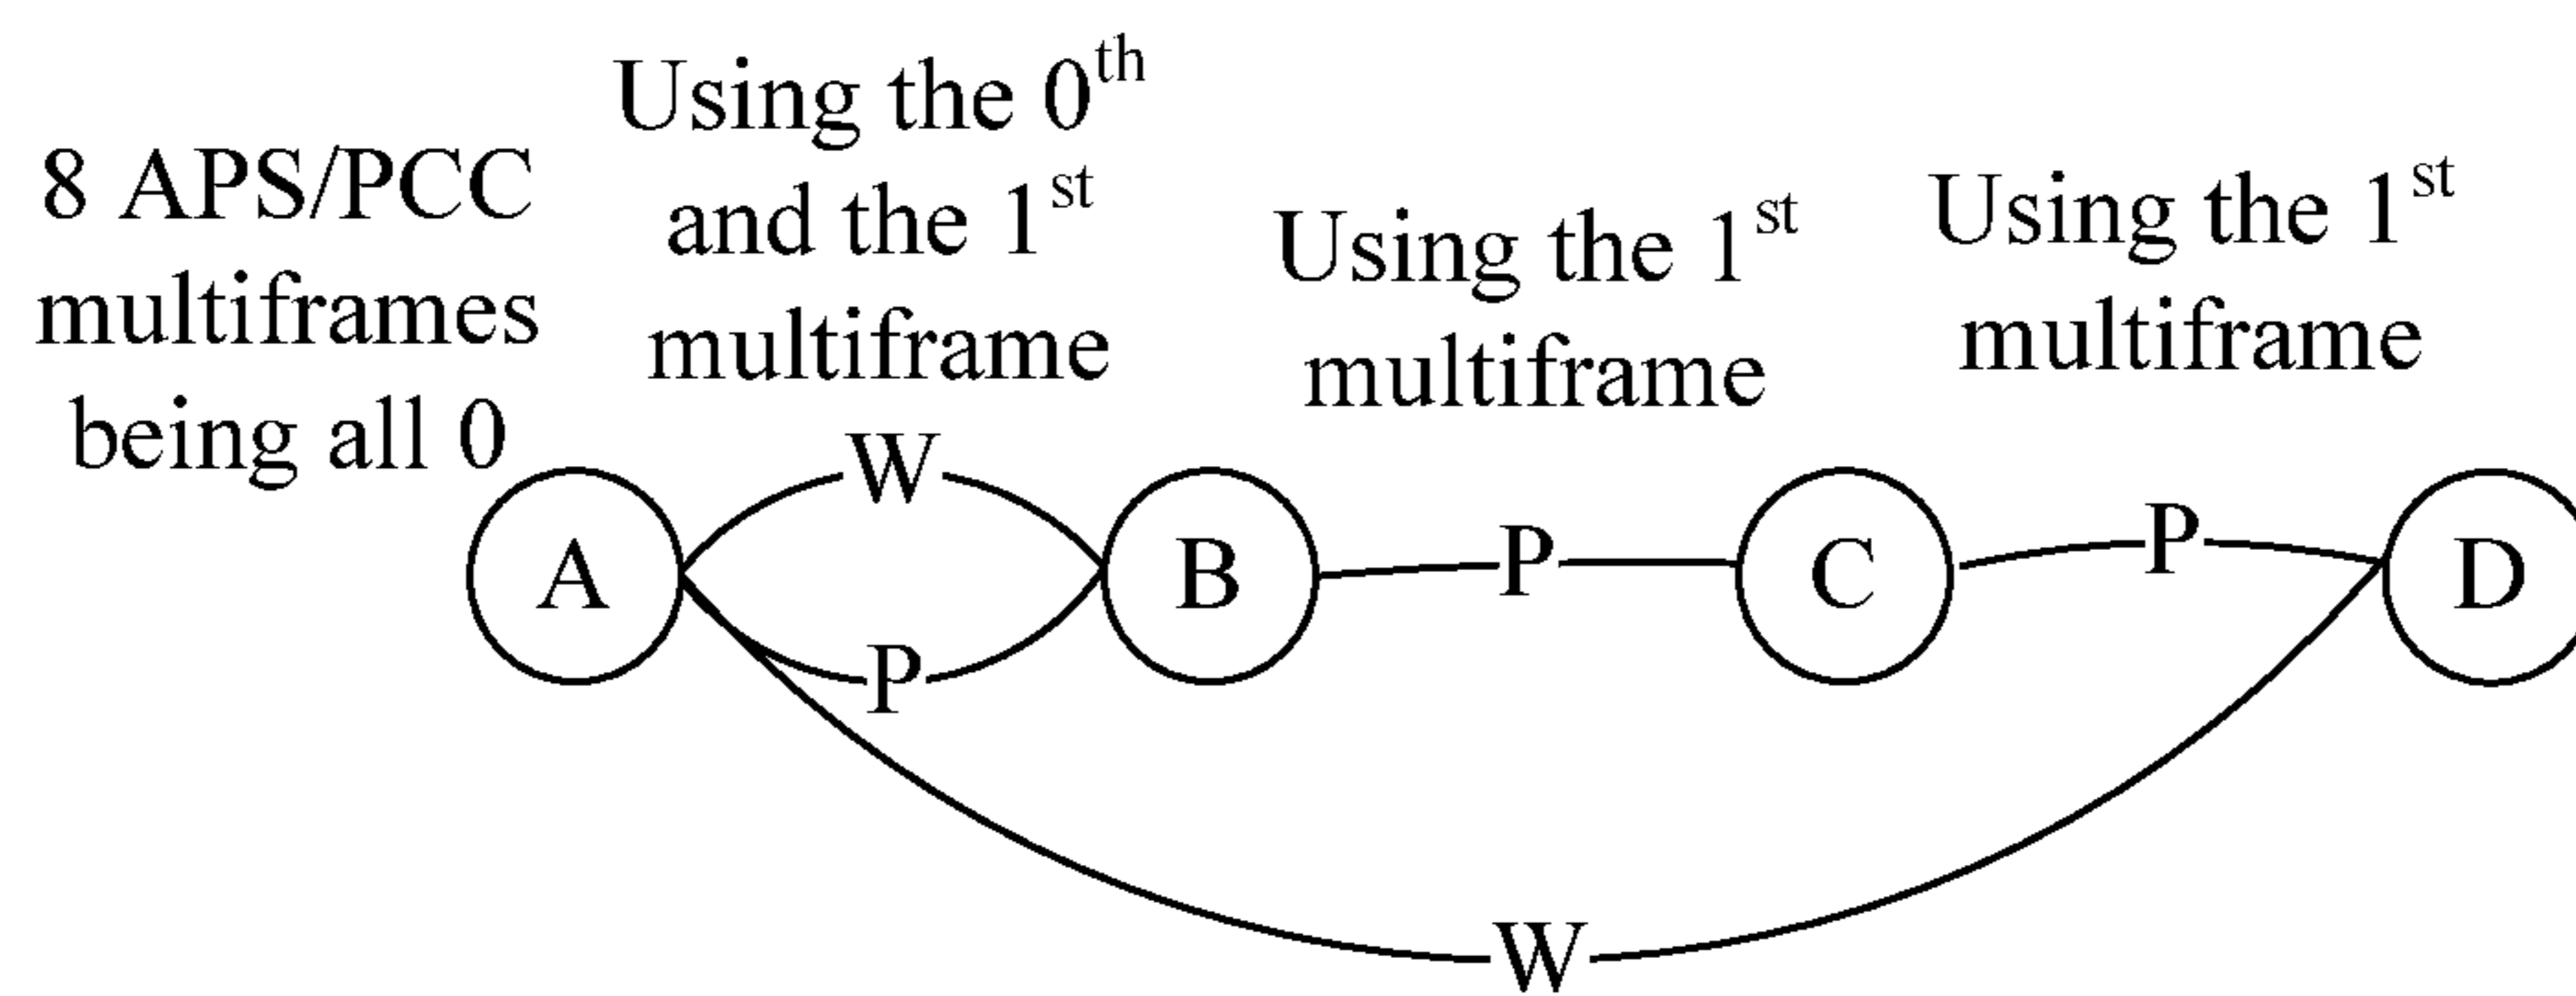 8 APS/PCC
multiframes
being all 0
Using the 0th
and the 1st
multiframe
Using the 1st
multiframe
Using the 1st
multiframe
W
A
B
P
C
P
D
P
W